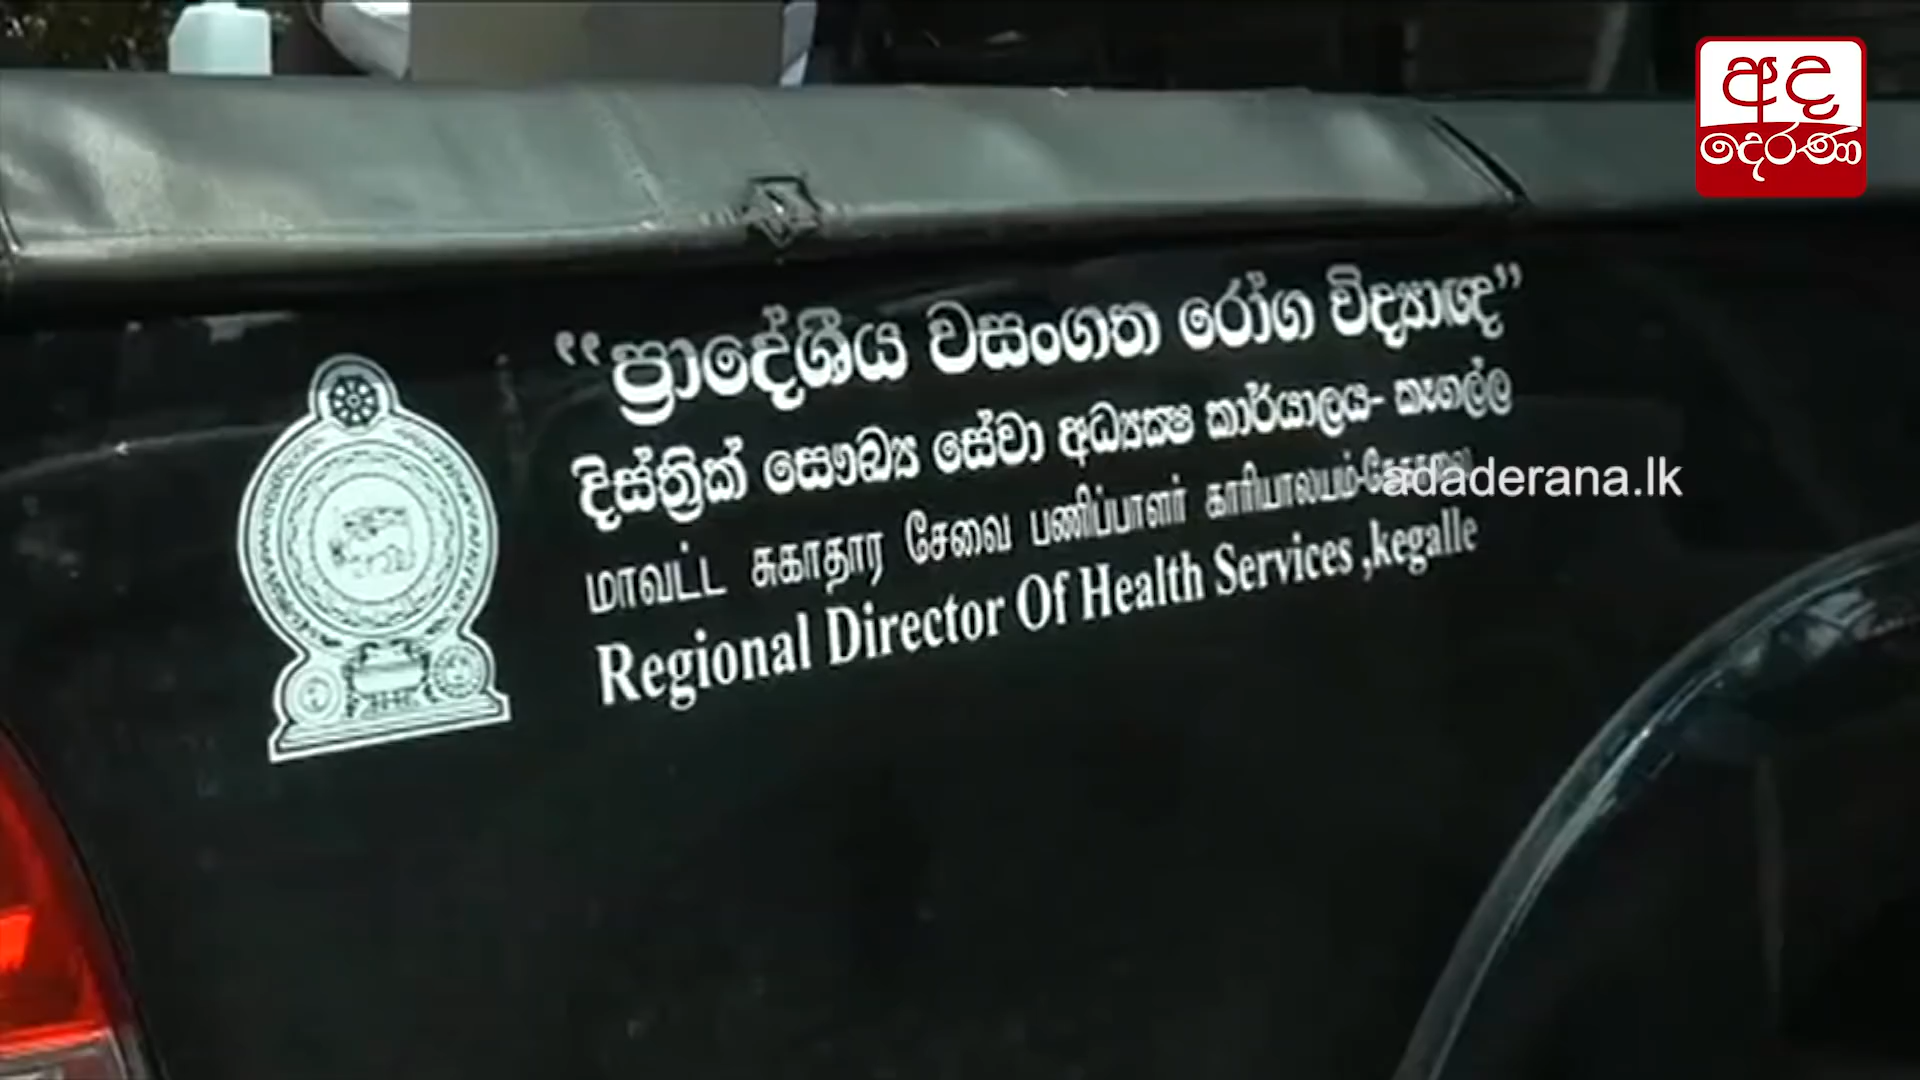 අද
දෙරණ
“ප්‍රාදේශීය වසංගත රෝග විද්‍යාඥ”
දිස්ත්‍රික් සෞඛ්‍ය සේවා අධ්‍යක්ෂ කාර්යාලය- කෑගල්ල
மாவட்ட சுகாதார சேவை பணிப்பாளர் காரியாலயம்-
adaderana.lk
Regional Director Of Health Services ,kegalle